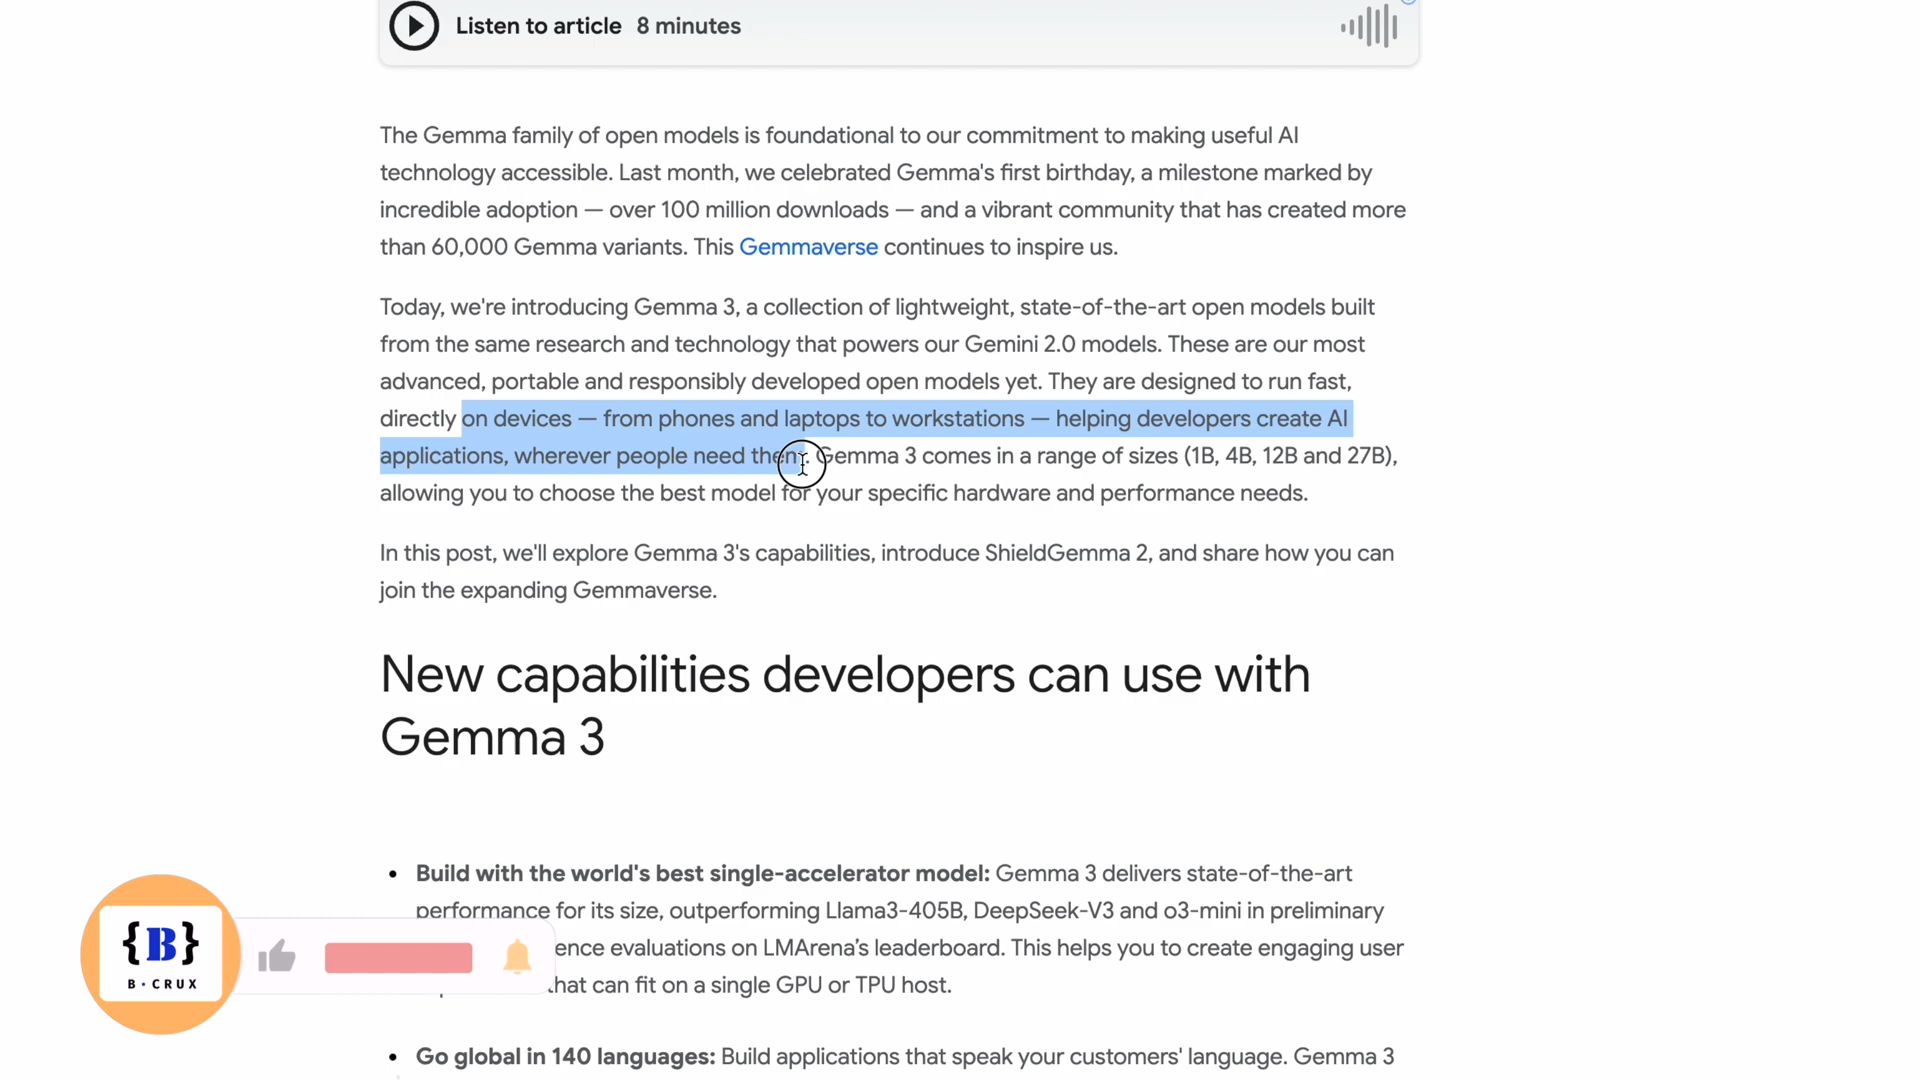 Listen to article 8 minutes
The Gemma family of open models is foundational to our commitment to making useful AI
technology accessible. Last month, we celebrated Gemma's first birthday, a milestone marked by
incredible adoption — over 100 million downloads — and a vibrant community that has created more
than 60,000 Gemma variants. This Gemmaverse continues to inspire us.
Today, we're introducing Gemma 3, a collection of lightweight, state-of-the-art open models built
from the same research and technology that powers our Gemini 2.0 models. These are our most
advanced, portable and responsibly developed open models yet. They are designed to run fast,
directly on devices — from phones and laptops to workstations — helping developers create AI
applications, wherever people need them. Gemma 3 comes in a range of sizes (1B, 4B, 12B and 27B),
allowing you to choose the best model for your specific hardware and performance needs.
In this post, we'll explore Gemma 3's capabilities, introduce ShieldGemma 2, and share how you can
join the expanding Gemmaverse.
New capabilities developers can use with
Gemma 3
• Build with the world's best single-accelerator model: Gemma 3 delivers state-of-the-art
performance for its size, outperforming Llama3-405B, DeepSeek-V3 and o3-mini in preliminary
evaluations on LMArena’s leaderboard. This helps you to create engaging user
that can fit on a single GPU or TPU host.
• Go global in 140 languages: Build applications that speak your customers' language. Gemma 3
{B}
B·CRUX